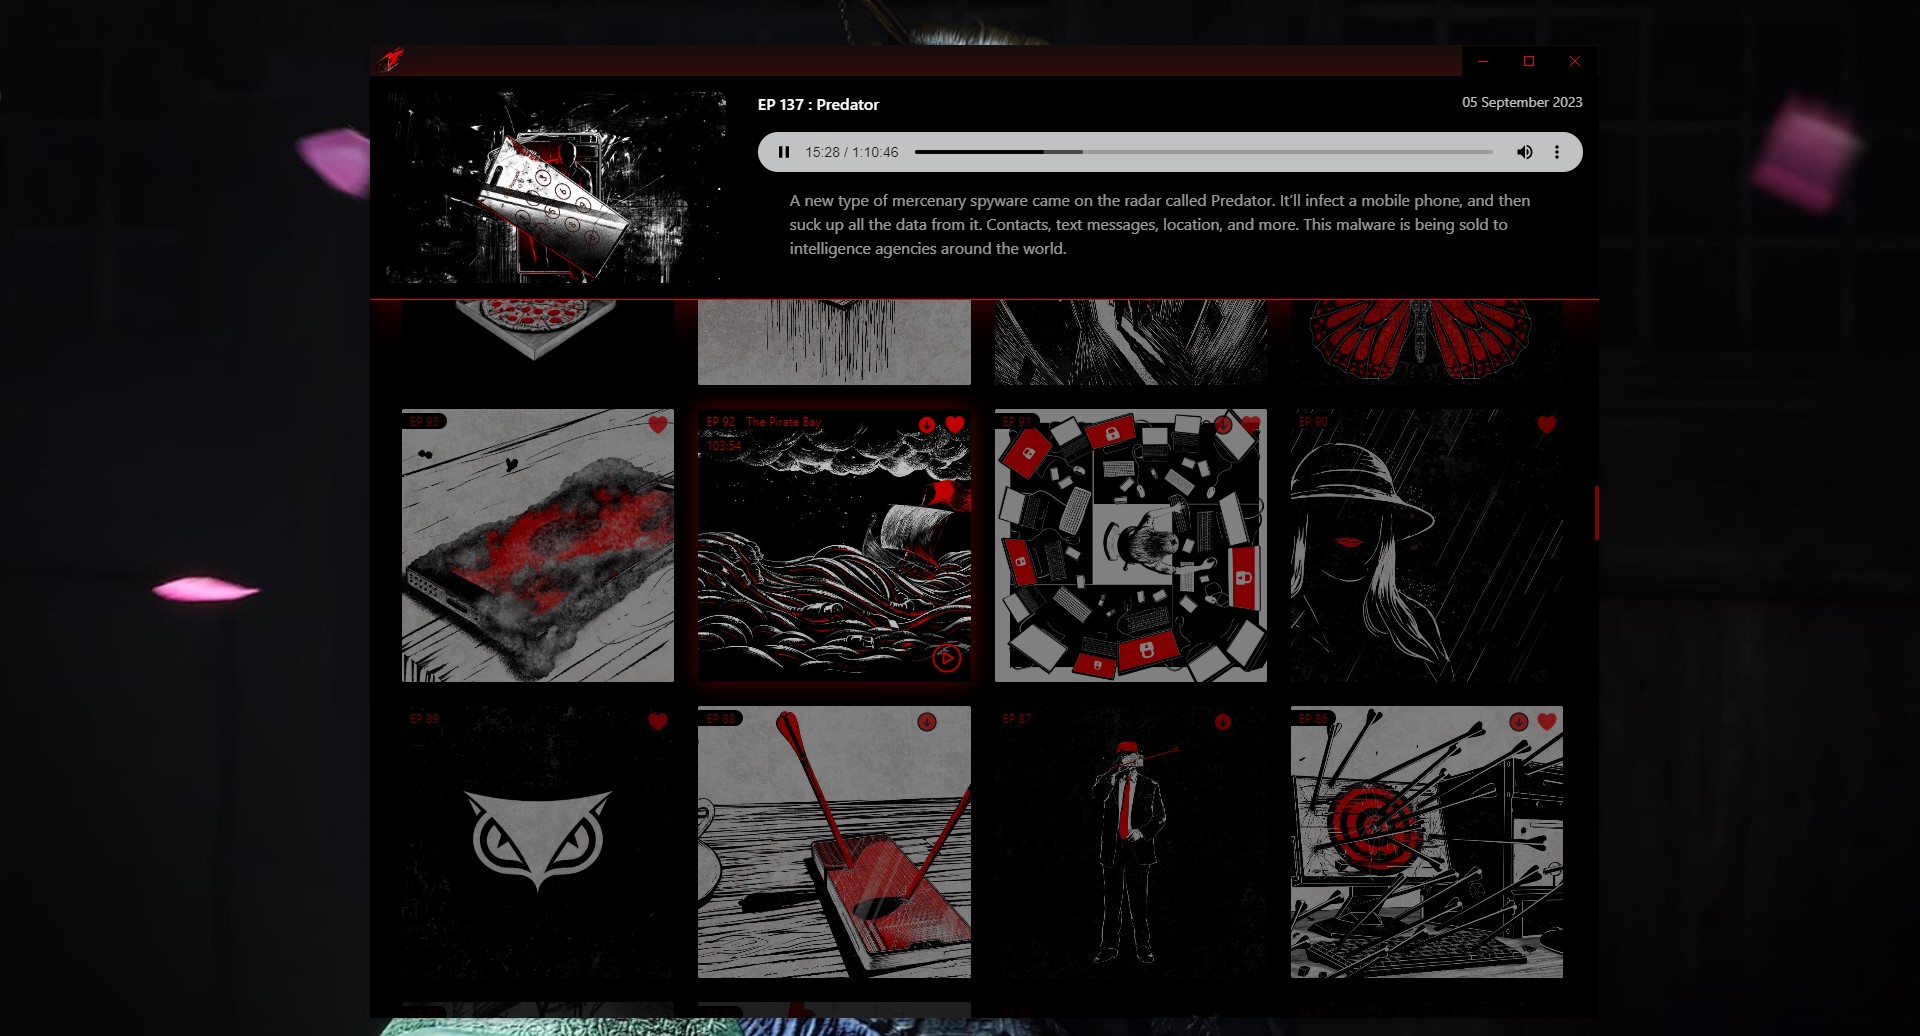 EP 137 : Predator
05 September 2023
15:28 / 1:10:46
A new type of mercenary spyware came on the radar called Predator. It'll infect a mobile phone, and then
suck up all the data from it. Contacts, text messages, location, and more. This malware is being sold to
intelligence agencies around the world.
EP 93
EP 92 The Pirate Bay
103:54
EP 91
EP 90
EP 89
EP 88
EP 87
EP 86